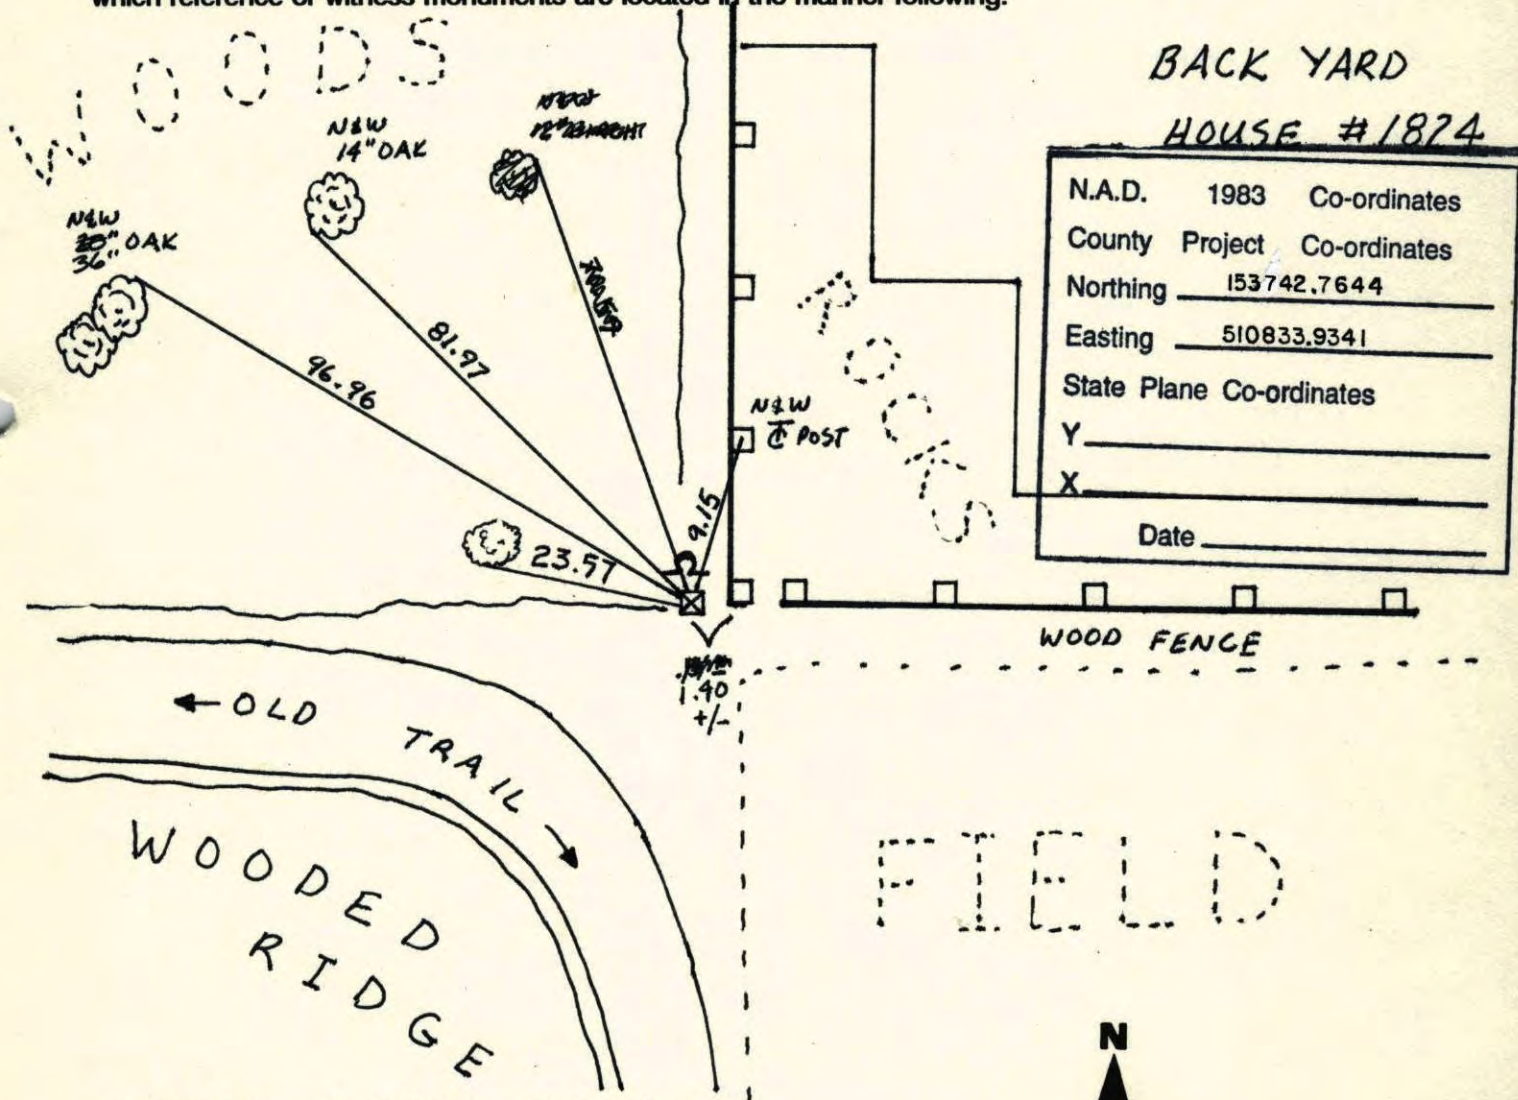 which reference or witness monuments are located in the manner following:
WOODS
BACK YARD
HOUSE #1824
N&W
14" OAK
N&W
36" OAK
N.A.D. 1983 Co-ordinates
County Project Co-ordinates
Northing 153742.7644
Easting 510833.9341
State Plane Co-ordinates
Y
X
Date
ROCKS
81.97
96.96
N&W
POST
9.15
23.57
WOOD FENCE
1.40
+/-
←OLD TRAIL
WOODED
RIDGE
FIELD
N